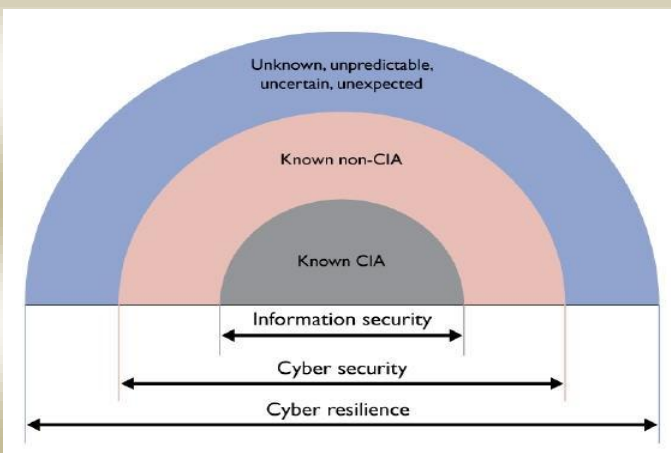 Unknown, unpredictable,
uncertain, unexpected
Known non-CIA
Known CIA
Information security
Cyber security
Cyber resilience